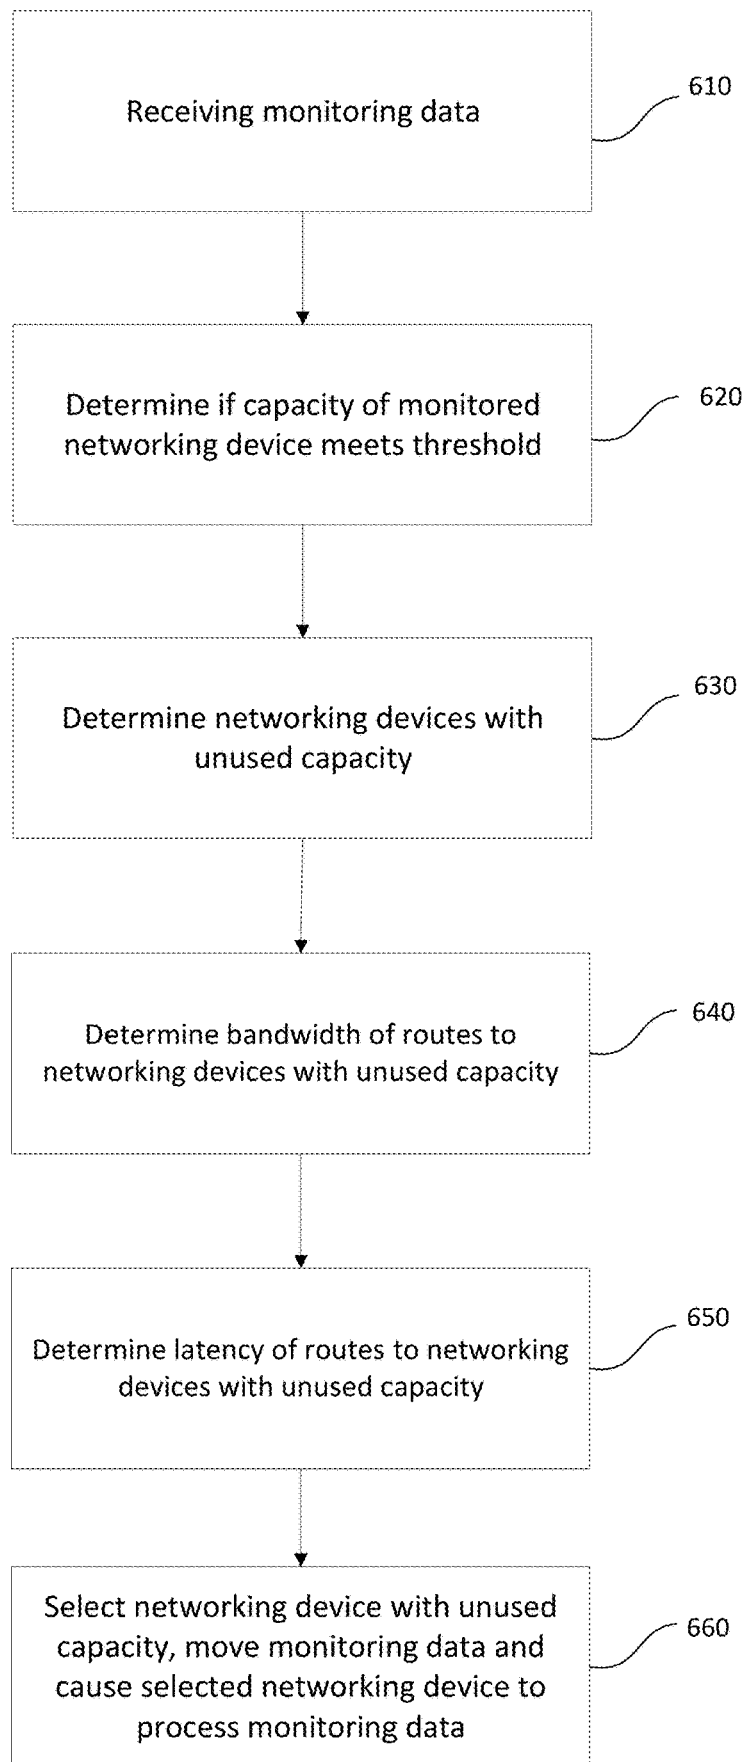 Receiving monitoring data
610
Determine if capacity of monitored
networking device meets threshold
620
Determine networking devices with
unused capacity
630
Determine bandwidth of routes to
networking devices with unused capacity
640
Determine latency of routes to networking
devices with unused capacity
650
Select networking device with unused
capacity, move monitoring data and
cause selected networking device to
process monitoring data
660